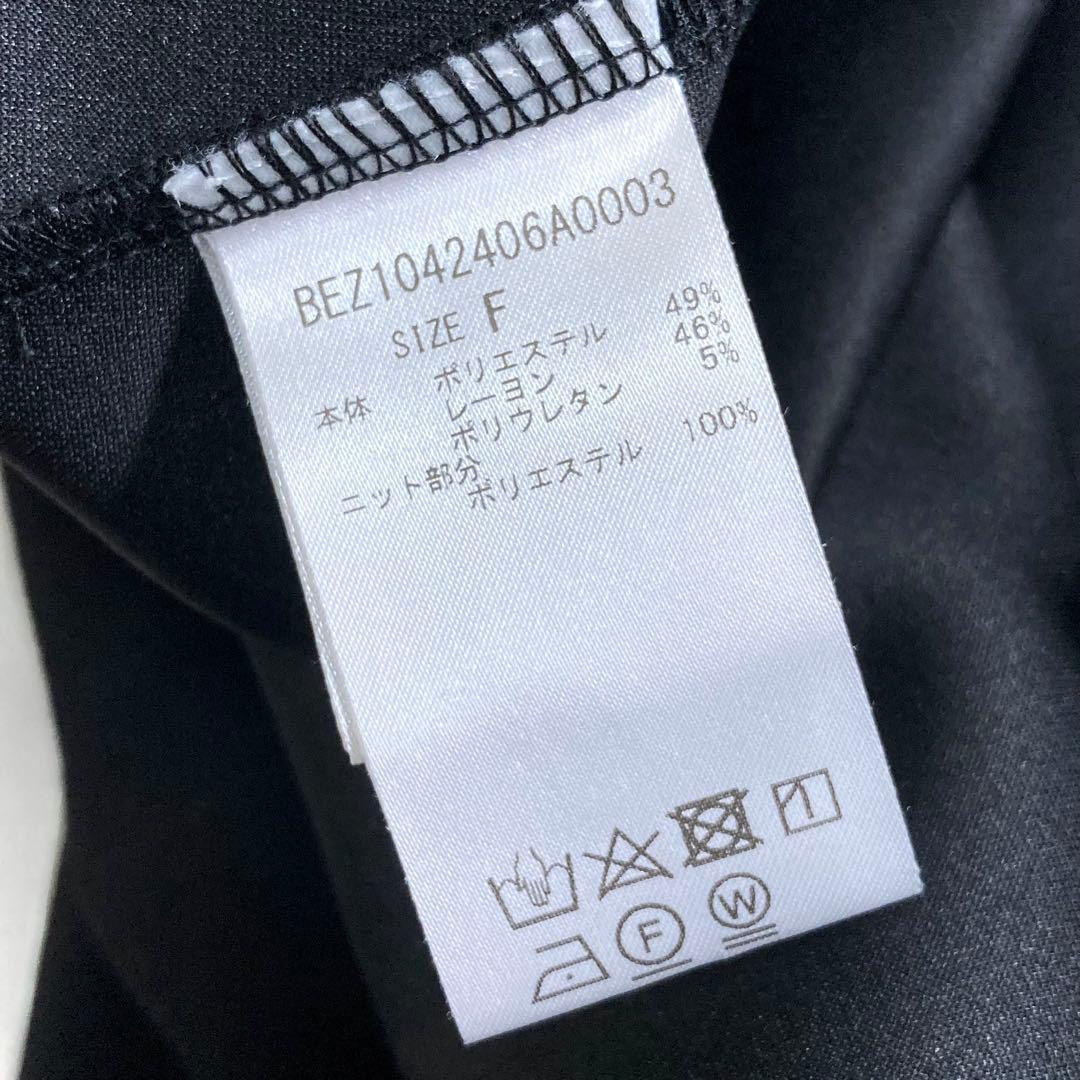 BEZ1042406A0003
SIZE F
本体 ポリエステル 49%
レーヨン 46%
ポリウレタン 5%
ニット部分
ポリエステル 100%
F W